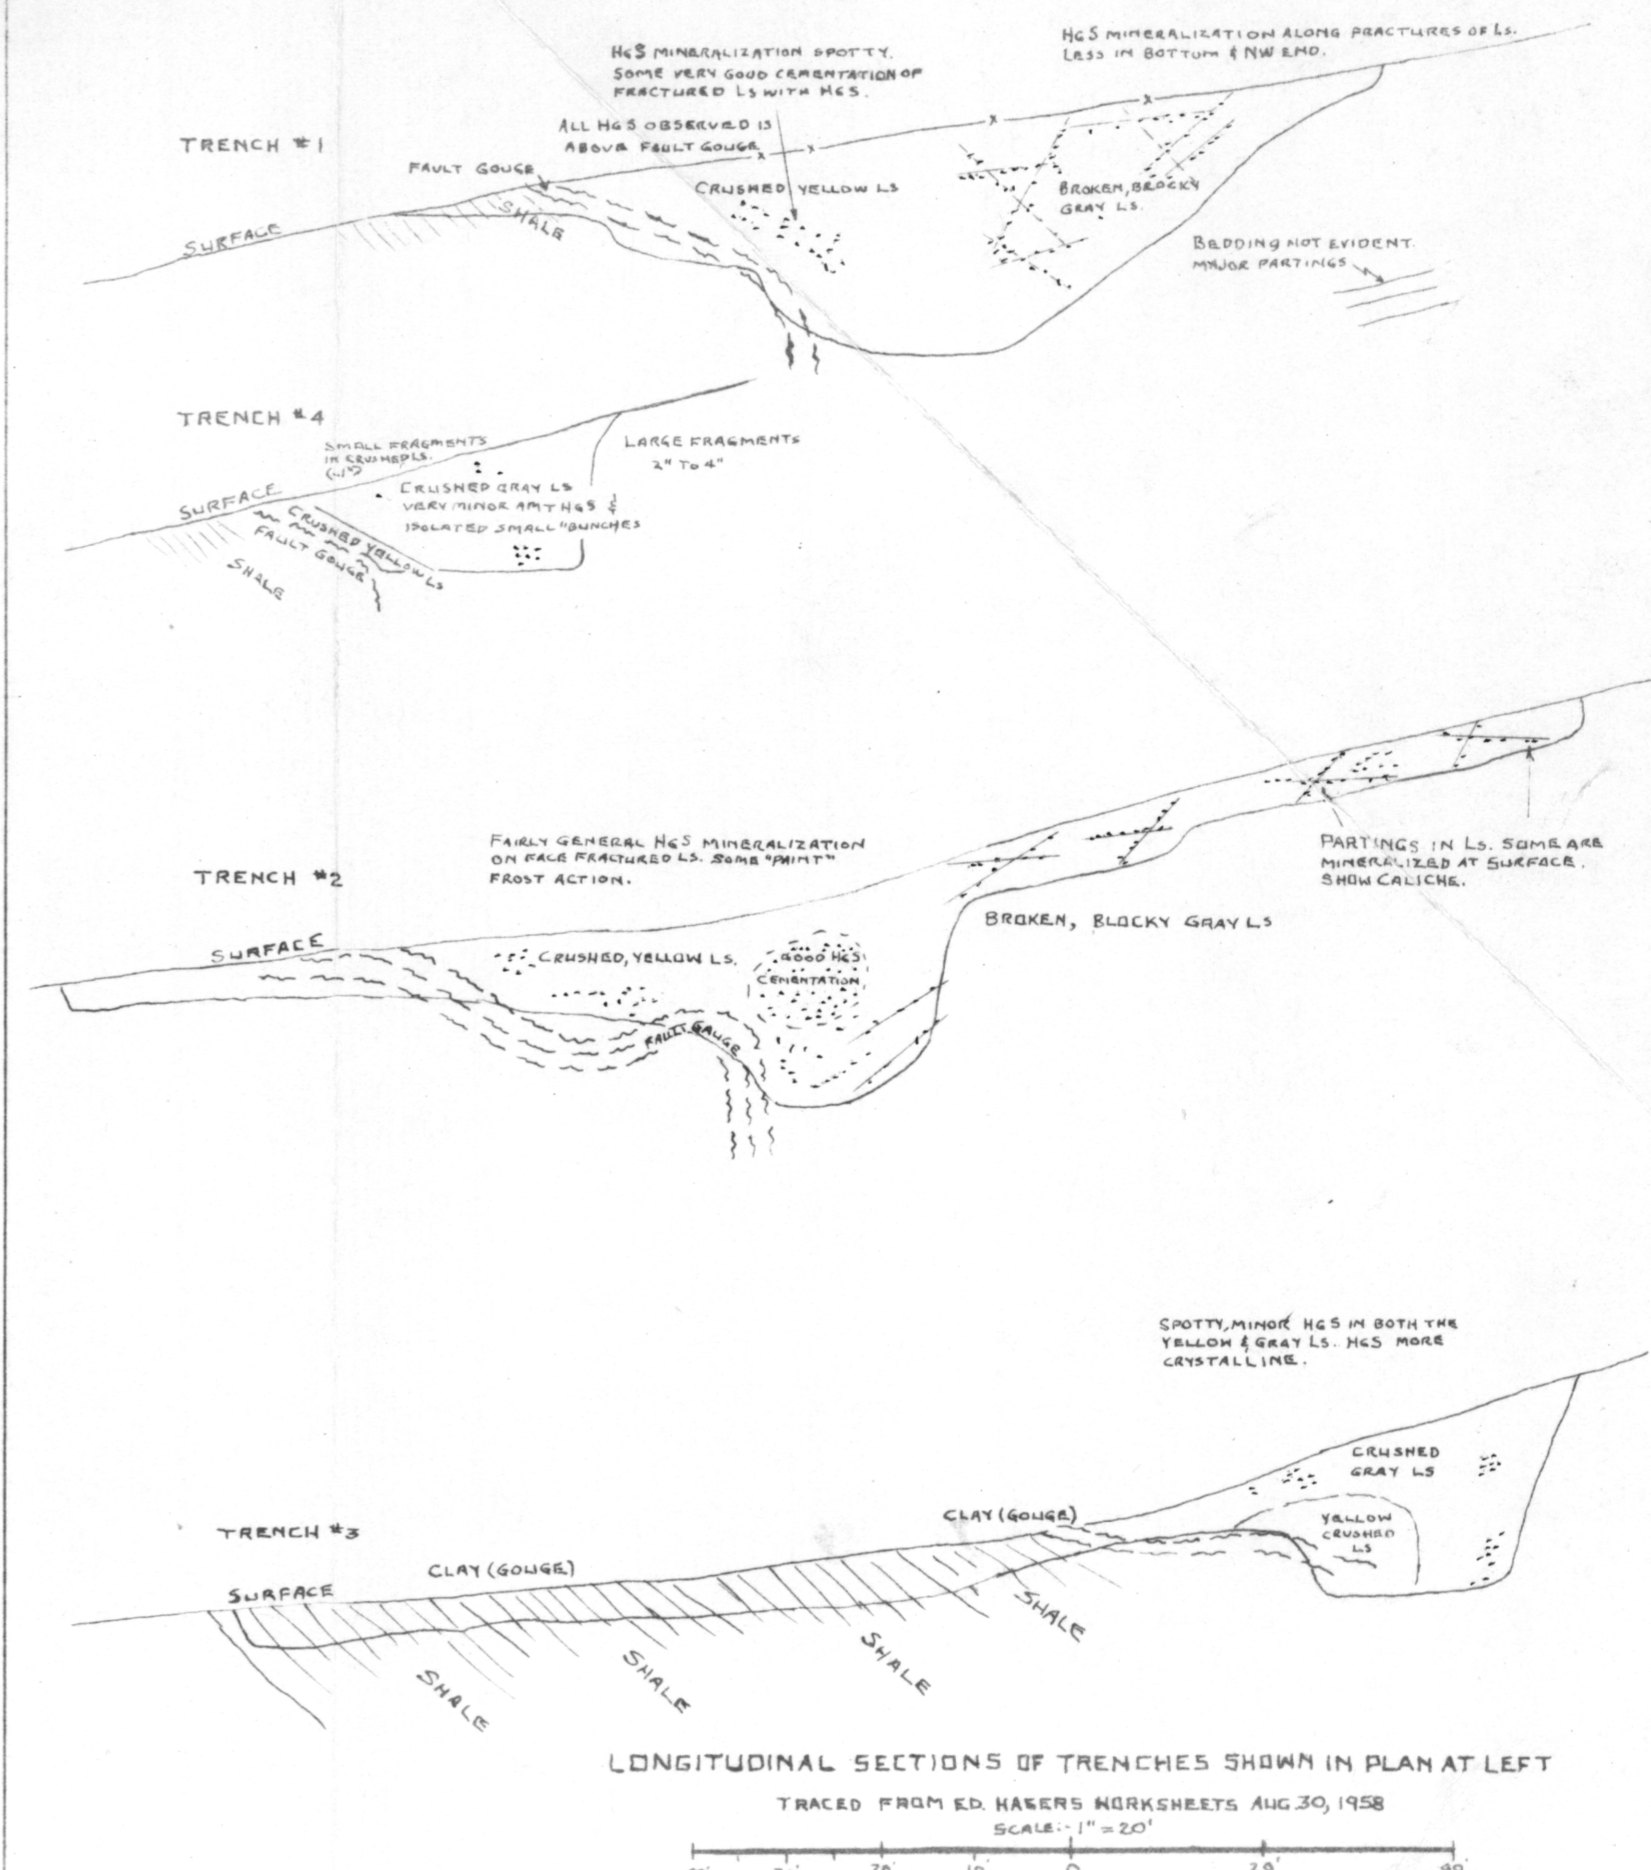 HGS MINERALIZATION SPOTTY.
SOME VERY GOOD CEMENTATION OF
FRACTURED LS WITH HGS.
HGS MINERALIZATION ALONG FRACTURES OF LS.
LESS IN BOTTOM & NW END.
ALL HGS OBSERVED IS
ABOVE FAULT GOUGE
TRENCH #1
FAULT GOUGE
CRUSHED YELLOW LS
BROKEN, BLOCKY
GRAY LS.
SHALE
SURFACE
BEDDING NOT EVIDENT.
MAJOR PARTINGS
TRENCH #4
SMALL FRAGMENTS
IN CRUSHED LS.
(<1")
LARGE FRAGMENTS
2" TO 4"
CRUSHED GRAY LS
VERY MINOR AMT HGS &
ISOLATED SMALL "BUNCHES
SURFACE
CRUSHED YELLOW LS
FAULT GOUGE
SHALE
FAIRLY GENERAL HGS MINERALIZATION
ON FACE FRACTURED LS. SOME "PAINT"
FROST ACTION.
PARTINGS IN LS. SOME ARE
MINERALIZED AT SURFACE.
SHOW CALICHE.
TRENCH #2
BROKEN, BLOCKY GRAY LS
SURFACE
CRUSHED, YELLOW LS.
GOOD HGS
CEMENTATION
FAULT GAUGE
SPOTTY, MINOR HGS IN BOTH THE
YELLOW & GRAY LS. HGS MORE
CRYSTALLINE.
CRUSHED
GRAY LS
YELLOW
CRUSHED
LS
TRENCH #3
CLAY (GOUGE)
CLAY (GOUGE)
SURFACE
SHALE
SHALE
SHALE
SHALE
LONGITUDINAL SECTIONS OF TRENCHES SHOWN IN PLAN AT LEFT
TRACED FROM ED. HAGERS WORKSHEETS AUG. 30, 1958
SCALE:- 1" = 20'